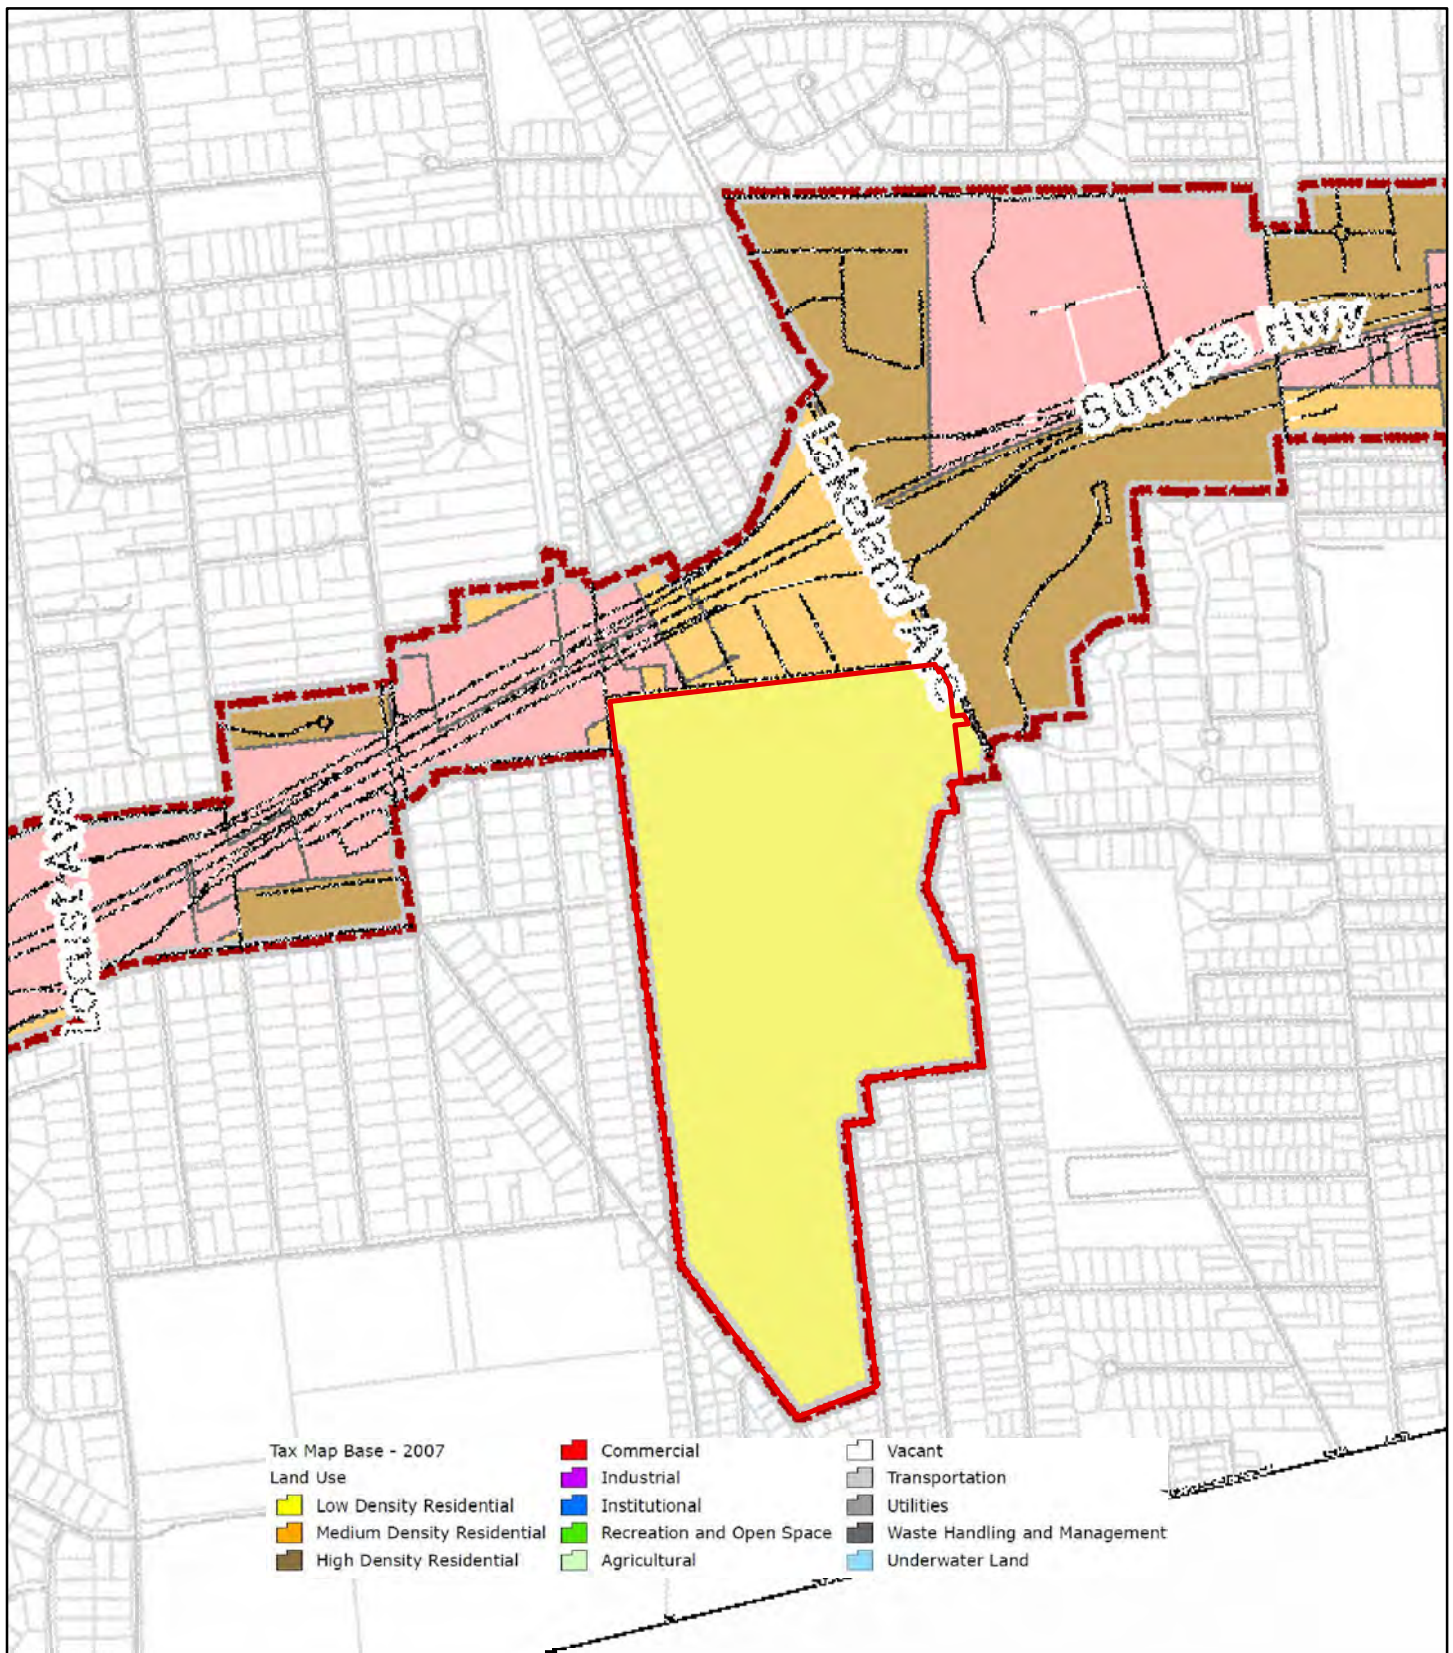 Sunrise Hwy
Lakeland Ave
Locust Ave
Tax Map Base - 2007
Land Use
Low Density Residential
Medium Density Residential
High Density Residential
Commercial
Industrial
Institutional
Recreation and Open Space
Agricultural
Vacant
Transportation
Utilities
Waste Handling and Management
Underwater Land